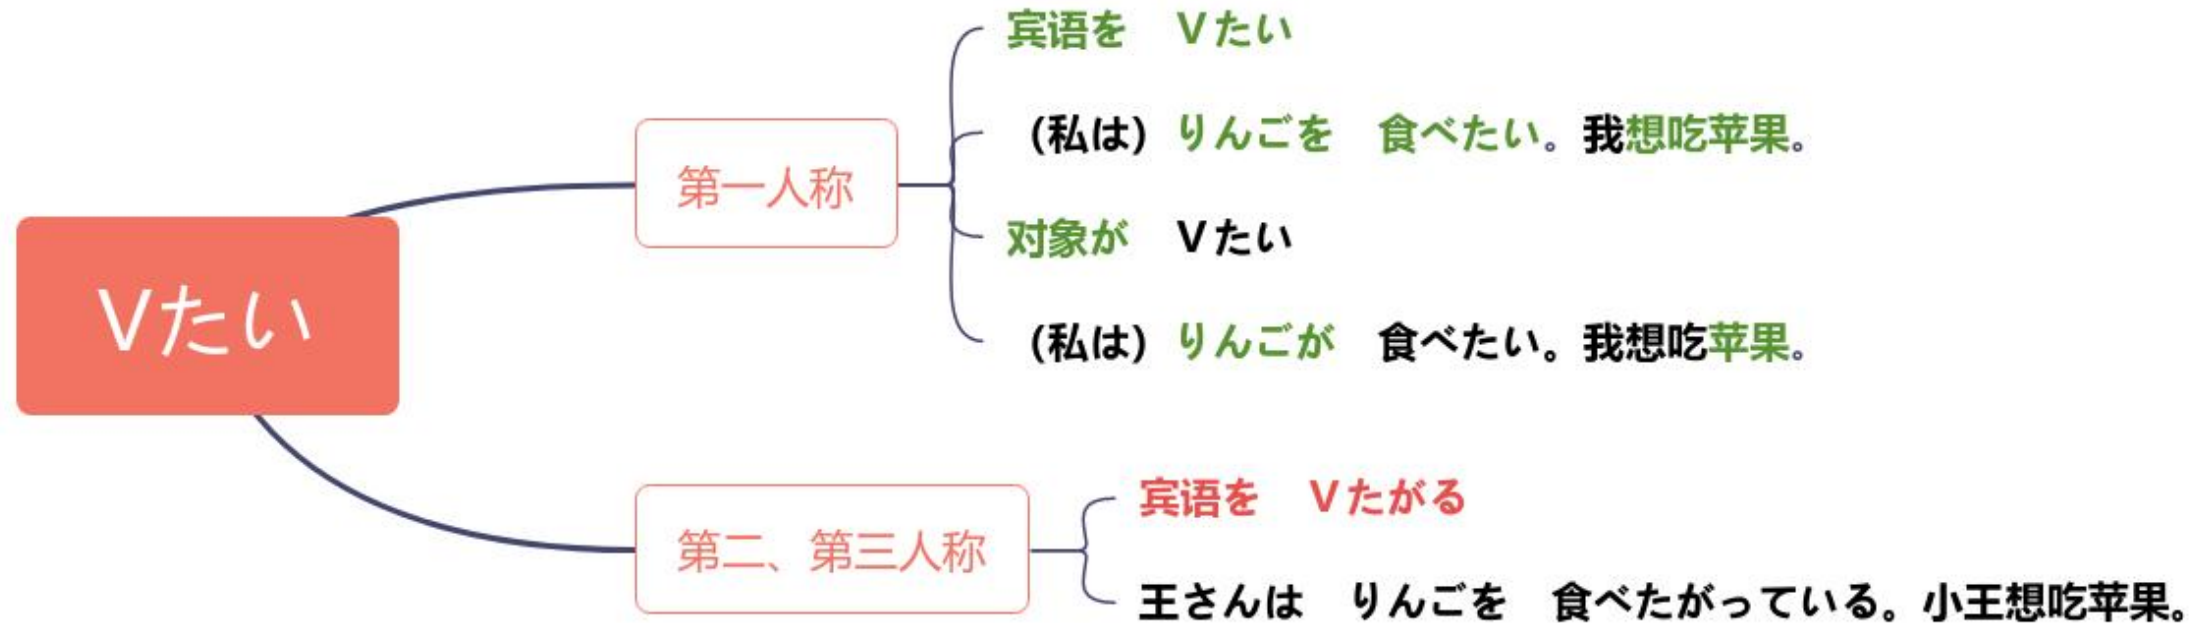 Vたい
第一人称
宾语を　Vたい
(私は) りんごを　食べたい。我想吃苹果。
对象が　Vたい
(私は) りんごが　食べたい。我想吃苹果。
第二、第三人称
宾语を　Vたがる
王さんは　りんごを　食べたがっている。小王想吃苹果。